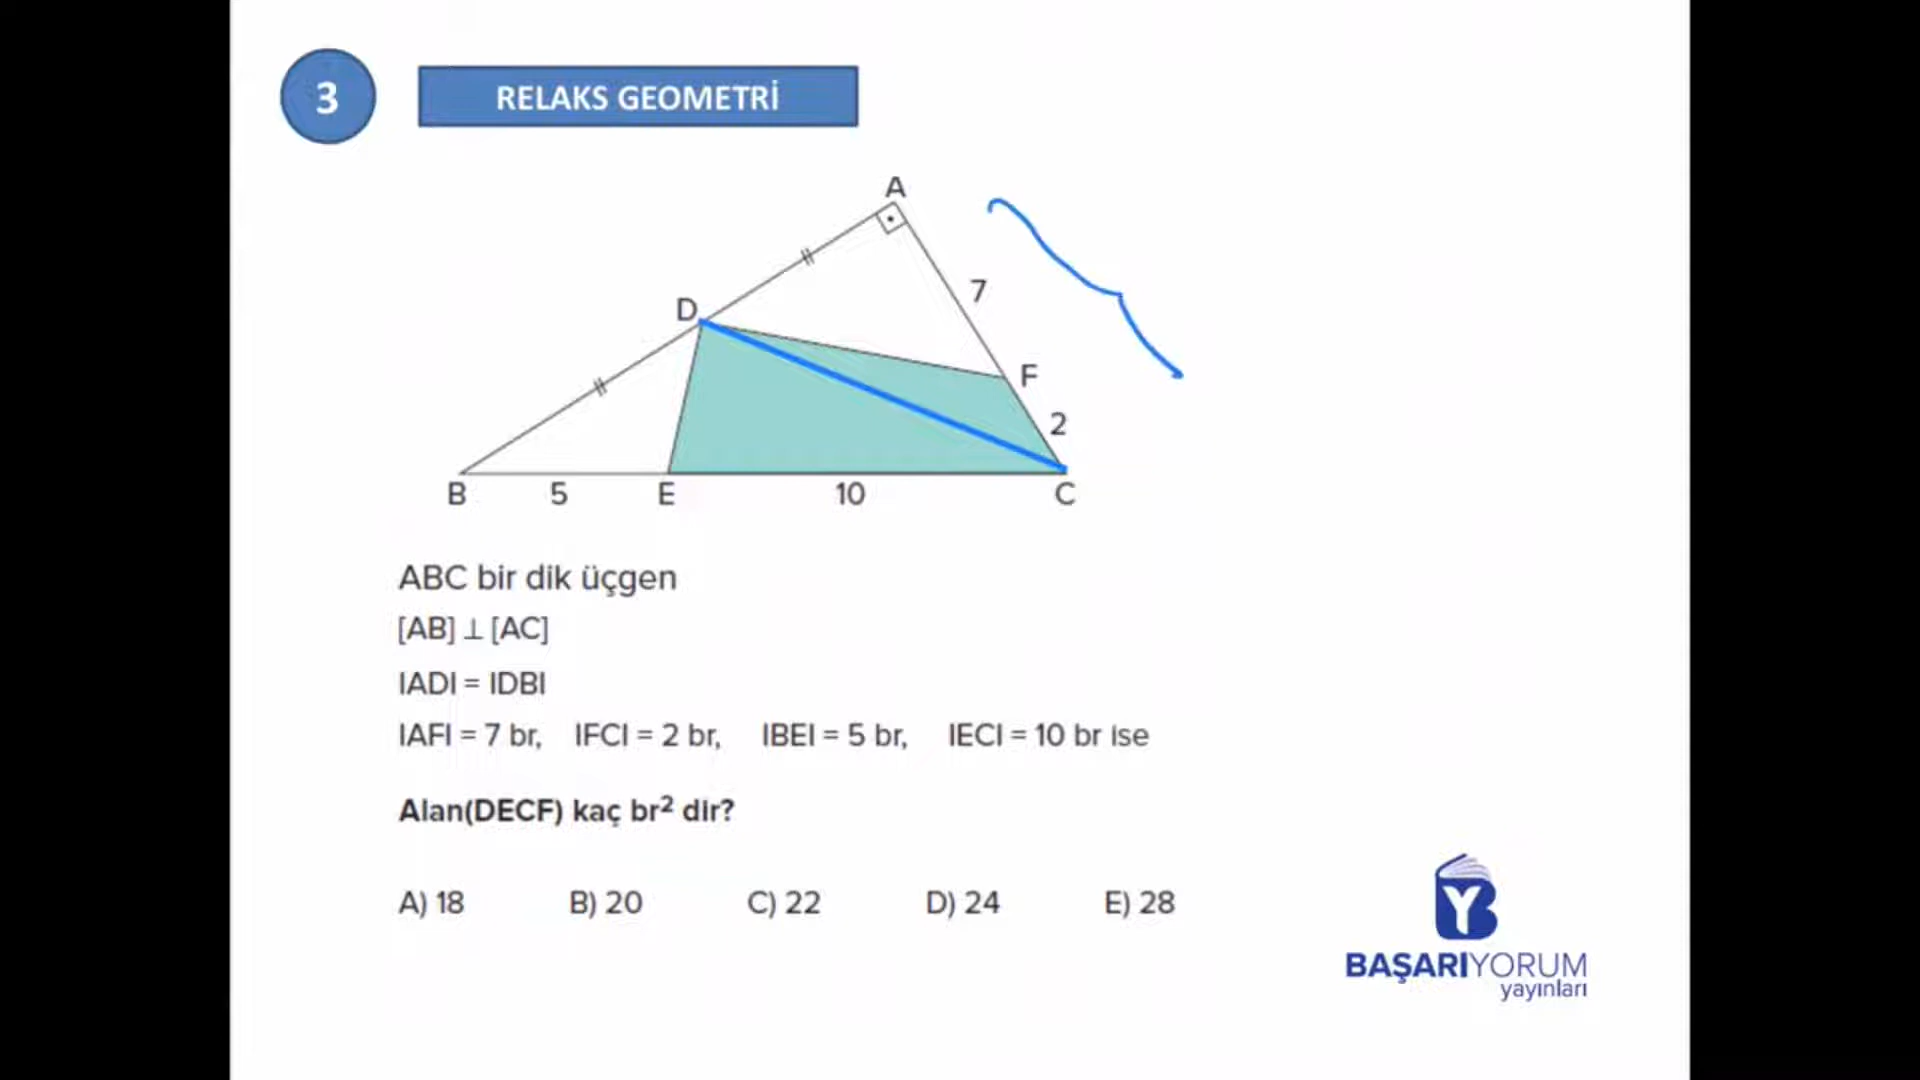 3
RELAKS GEOMETRİ
A
7
D
F
2
B 5 E 10 C
ABC bir dik üçgen
[AB] ⊥ [AC]
IADI = IDBI
IAFI = 7 br, IFCI = 2 br, IBEI = 5 br, IECI = 10 br ise
Alan(DECF) kaç br² dir?
A) 18 B) 20 C) 22 D) 24 E) 28
YB
BAŞARIYORUM
yayınları